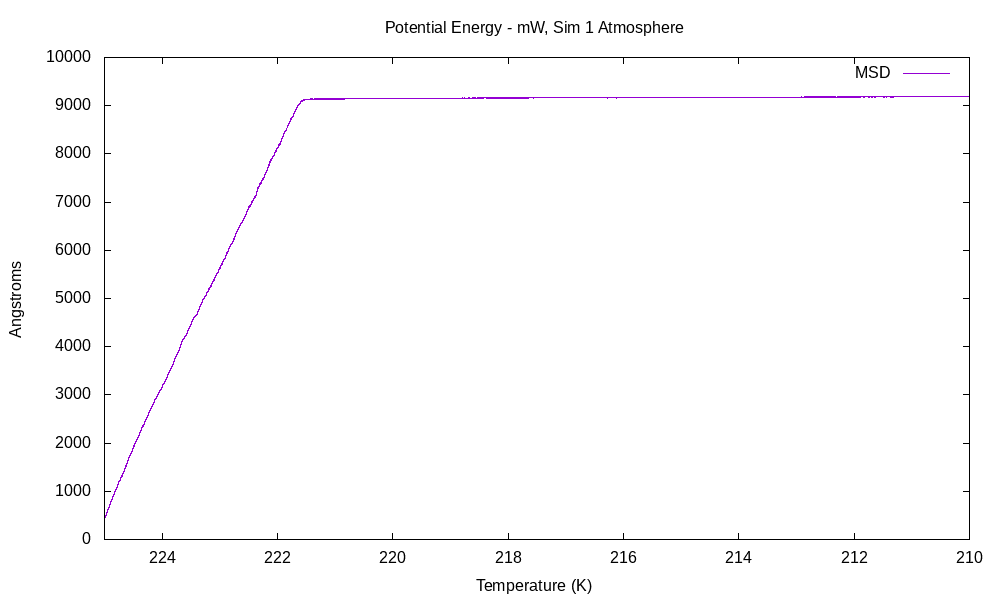 Potential Energy - mW, Sim 1 Atmosphere
MSD
10000
9000
8000
7000
6000
5000
4000
3000
2000
1000
0
Angstroms
224 222 220 218 216 214 212 210
Temperature (K)